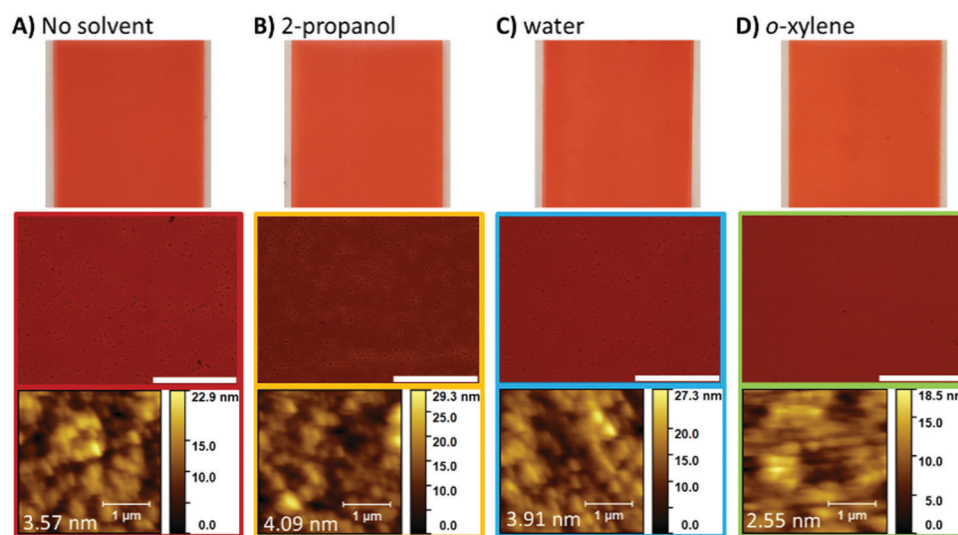 A) No solvent
B) 2-propanol
C) water
D) o-xylene
22.9 nm
15.0
10.0
0.0
1 µm
3.57 nm
29.3 nm
25.0
20.0
15.0
10.0
0.0
1 µm
4.09 nm
27.3 nm
20.0
15.0
10.0
0.0
1 µm
3.91 nm
18.5 nm
15.0
10.0
5.0
0.0
1 µm
2.55 nm